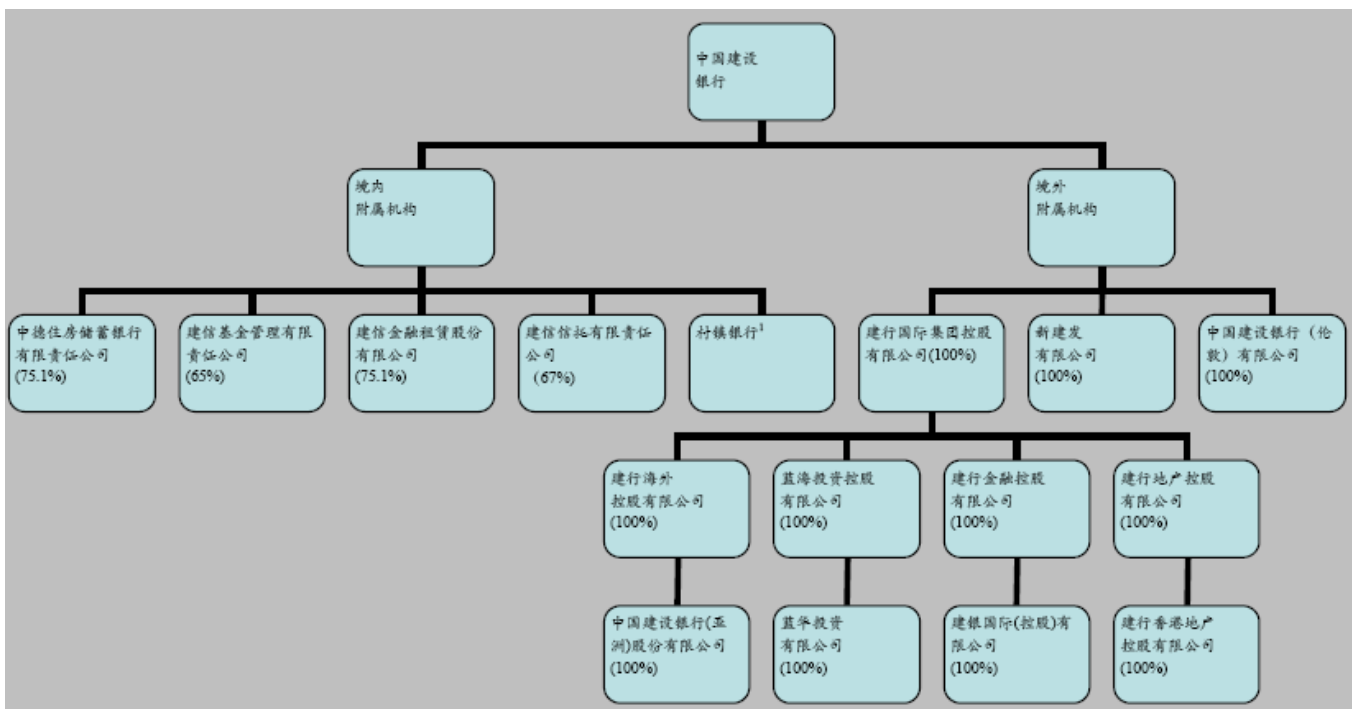 中国建设
银行
境内
附属机构
境外
附属机构
中德住房储蓄银行
有限责任公司
(75.1%)
建信基金管理有限
责任公司
(65%)
建信金融租赁股份
有限公司
(75.1%)
建信信托有限责任
公司
（67%)
村镇银行¹
建行国际集团控股
有限公司(100%)
新建发
有限公司
(100%)
中国建设银行（伦
敦）有限公司
(100%)
建行海外
控股有限公司
(100%)
蓝海投资控股
有限公司
(100%)
建行金融控股
有限公司
(100%)
建行地产控股
有限公司
(100%)
中国建设银行(亚
洲)股份有限公司
(100%)
蓝华投资
有限公司
(100%)
建银国际(控股)有
限公司
(100%)
建行香港地产
控股有限公司
(100%)